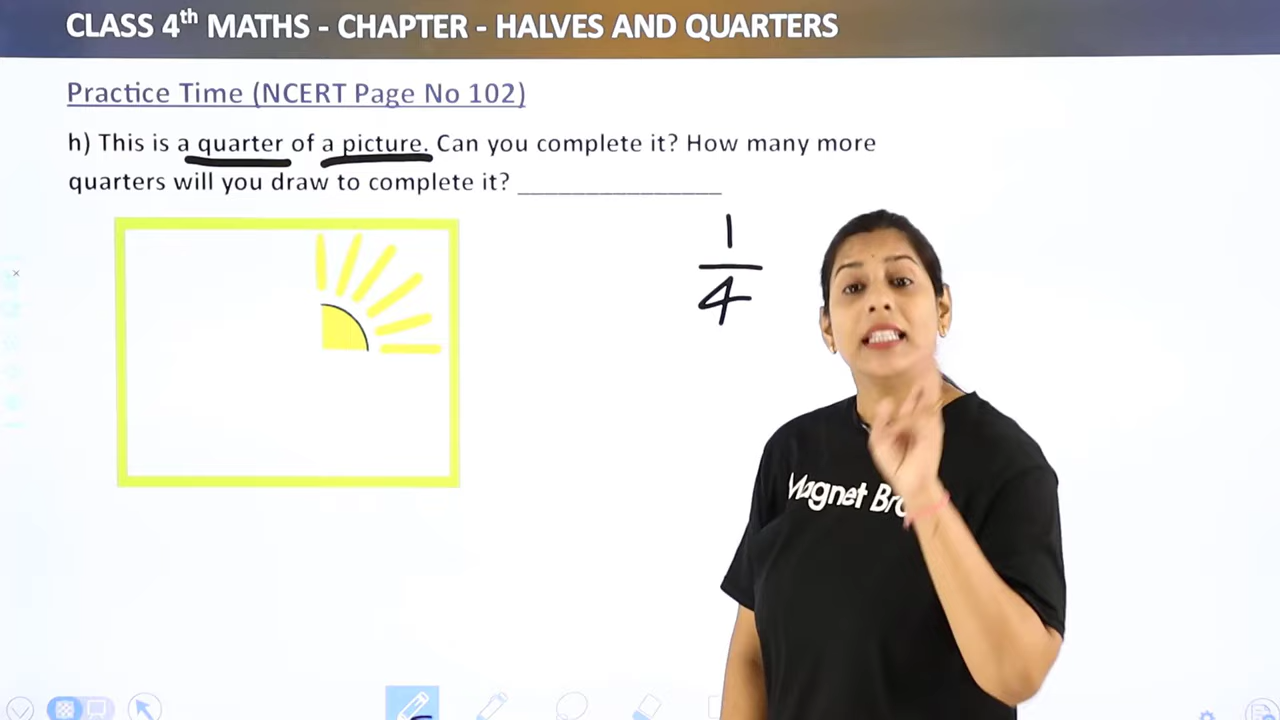 CLASS 4th MATHS - CHAPTER - HALVES AND QUARTERS
Practice Time (NCERT Page No 102)
h) This is a quarter of a picture. Can you complete it? How many more
quarters will you draw to complete it? _______________
1
4
Magnet Br